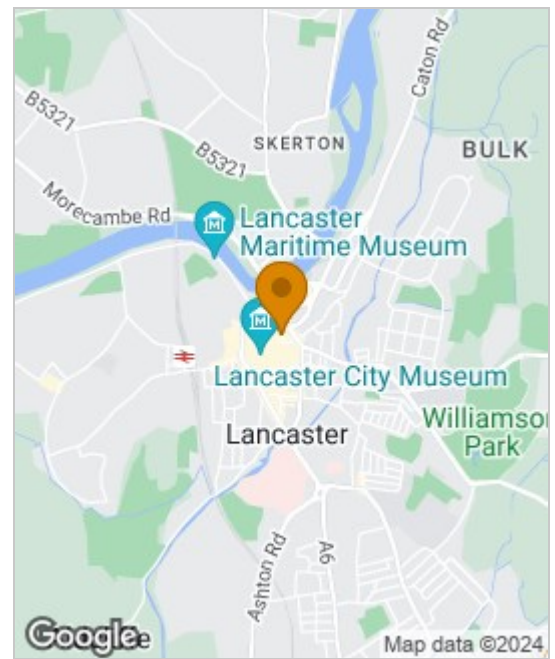 Caton Rd
B5321
SKERTON
BULK
B5321
Morecambe Rd
Lancaster
Maritime Museum
Lancaster City Museum
Lancaster
Williamson
Park
Ashton Rd
A6
Google
Map data ©2024